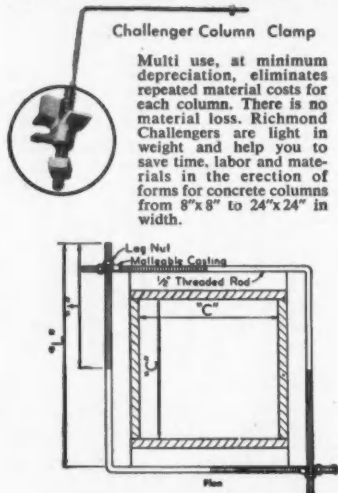 Challenger Column Clamp
Multi use, at minimum
depreciation, eliminates
repeated material costs for
each column. There is no
material loss. Richmond
Challengers are light in
weight and help you to
save time, labor and mate-
rials in the erection of
forms for concrete columns
from 8"x 8" to 24"x 24" in
width.
Leg Nut
Malleable Casting
½" Threaded Rod
"T"
"L"
"C"
"C"
Plan